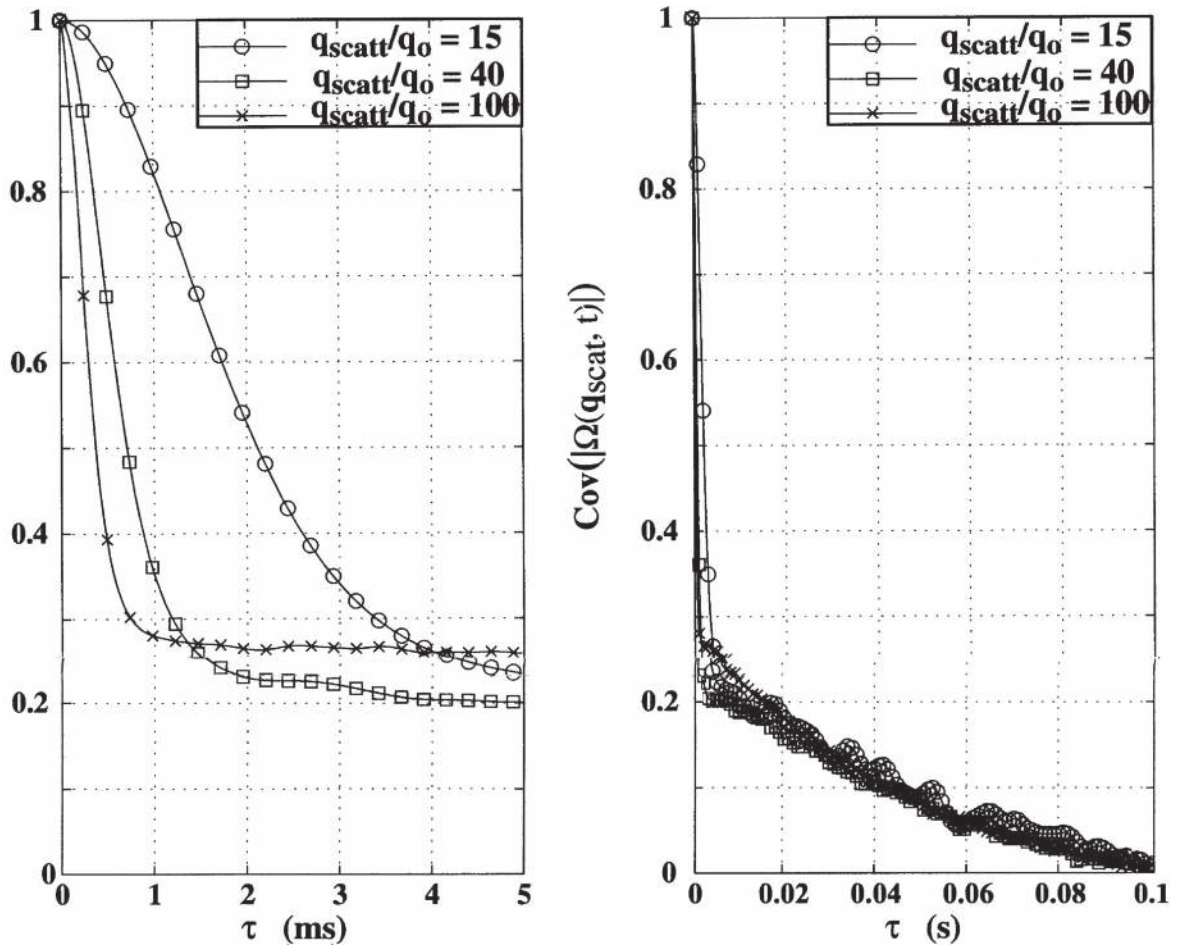 1
q_scatt/q_o = 15
q_scatt/q_o = 40
q_scatt/q_o = 100
0.8
0.6
0.4
0.2
0
0 1 2 3 4 5
τ (ms)
Cov(|Ω(q_scat, t)|)
1
q_scatt/q_o = 15
q_scatt/q_o = 40
q_scatt/q_o = 100
0.8
0.6
0.4
0.2
0
0 0.02 0.04 0.06 0.08 0.1
τ (s)